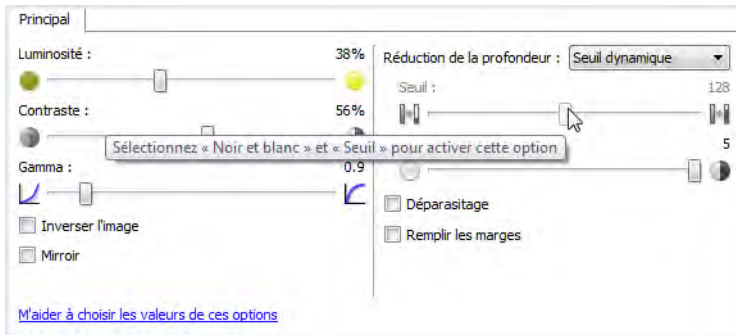 Principal
Luminosité : 38%
Contraste : 56%
Gamma : 0.9
Inverser l'image
Mirroir
M'aider à choisir les valeurs de ces options
Réduction de la profondeur : Seuil dynamique
Seuil : 128
Sélectionnez « Noir et blanc » et « Seuil » pour activer cette option
5
Déparasitage
Remplir les marges